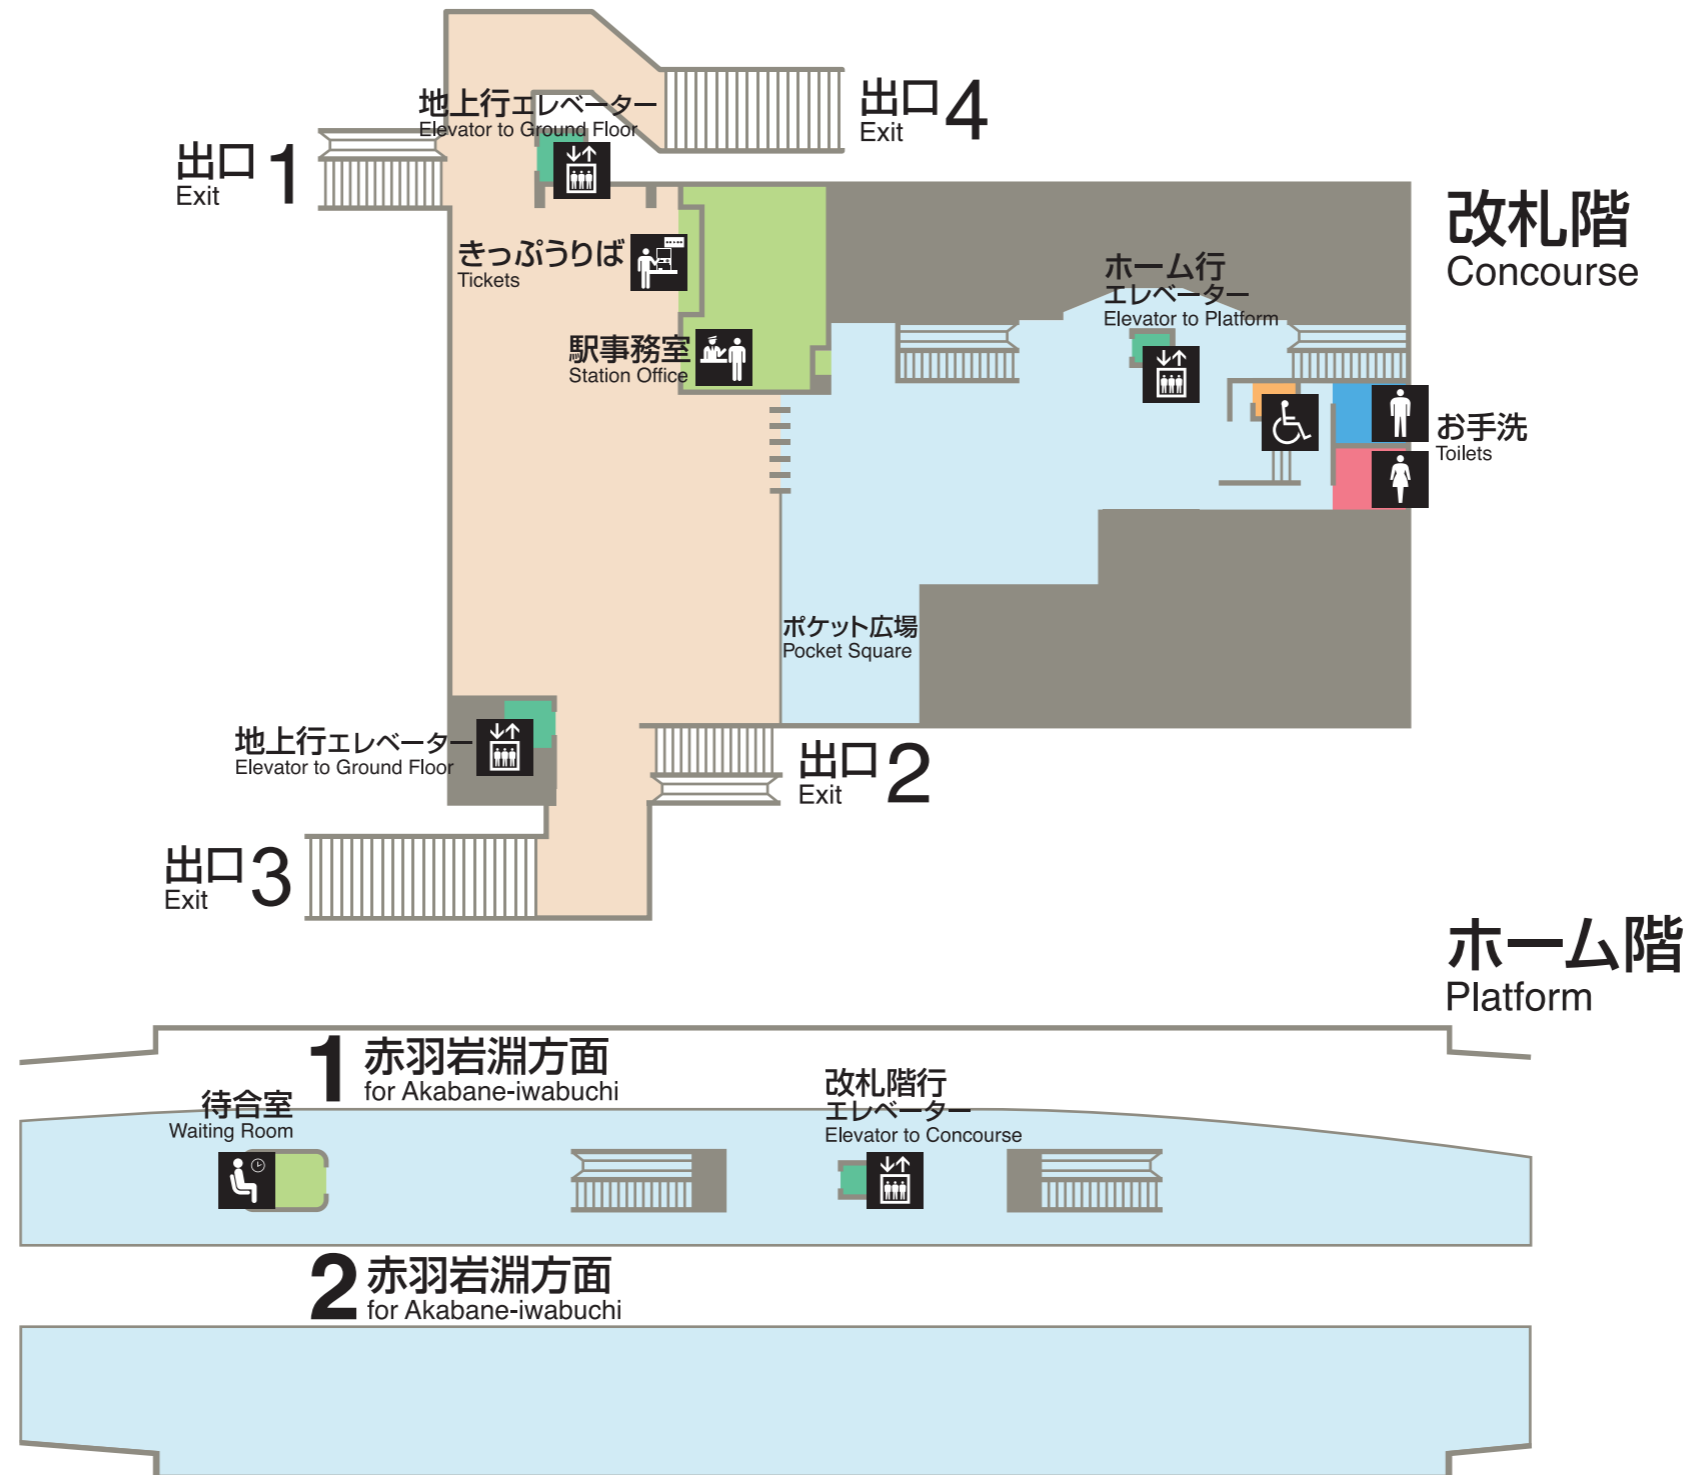 地上行エレベーター
Elevator to Ground Floor
出口 4
Exit
出口 1
Exit
改札階
Concourse
きっぷうりば
Tickets
ホーム行
エレベーター
Elevator to Platform
駅事務室
Station Office
お手洗
Toilets
ポケット広場
Pocket Square
地上行エレベーター
Elevator to Ground Floor
出口 2
Exit
出口 3
Exit
ホーム階
Platform
1 赤羽岩淵方面
for Akabane-iwabuchi
待合室
Waiting Room
改札階行
エレベーター
Elevator to Concourse
2 赤羽岩淵方面
for Akabane-iwabuchi